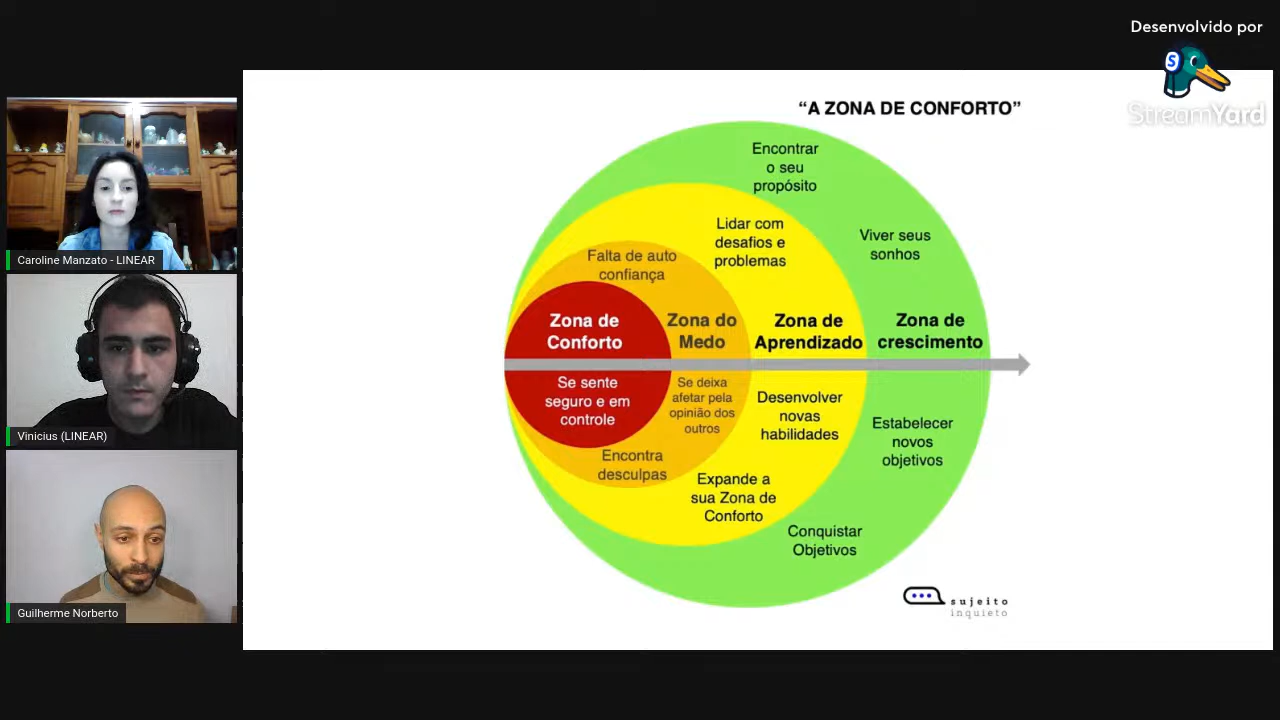 Desenvolvido por
StreamYard
“A ZONA DE CONFORTO”
Encontrar
o seu
propósito
Lidar com
desafios e
problemas
Viver seus
sonhos
Falta de auto
confiança
Zona de
Conforto
Zona do
Medo
Zona de
Aprendizado
Zona de
crescimento
Se sente
seguro e em
controle
Se deixa
afetar pela
opinião dos
outros
Desenvolver
novas
habilidades
Estabelecer
novos
objetivos
Encontra
desculpas
Expande a
sua Zona de
Conforto
Conquistar
Objetivos
sujeito
inquieto
Caroline Manzato - LINEAR
Vinicius (LINEAR)
Guilherme Norberto